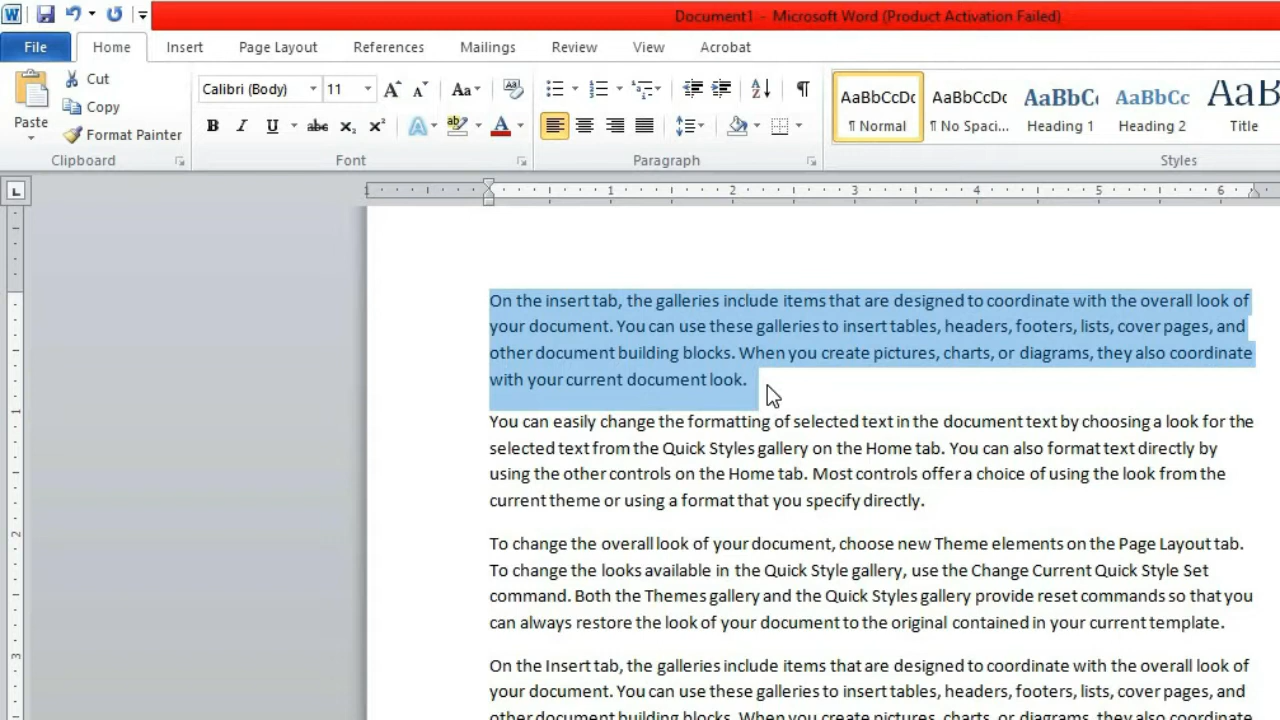 Document1 - Microsoft Word (Product Activation Failed)
File Home Insert Page Layout References Mailings Review View Acrobat
Paste
Cut
Copy
Format Painter
Clipboard
Calibri (Body) 11
Font
Paragraph
AaBbCcDc AaBbCcDc AaBbC AaBbCc AaB
¶ Normal ¶ No Spaci... Heading 1 Heading 2 Title
Styles
1 1 2 3 4 5 6
1
2
3
On the insert tab, the galleries include items that are designed to coordinate with the overall look of
your document. You can use these galleries to insert tables, headers, footers, lists, cover pages, and
other document building blocks. When you create pictures, charts, or diagrams, they also coordinate
with your current document look.
You can easily change the formatting of selected text in the document text by choosing a look for the
selected text from the Quick Styles gallery on the Home tab. You can also format text directly by
using the other controls on the Home tab. Most controls offer a choice of using the look from the
current theme or using a format that you specify directly.
To change the overall look of your document, choose new Theme elements on the Page Layout tab.
To change the looks available in the Quick Style gallery, use the Change Current Quick Style Set
command. Both the Themes gallery and the Quick Styles gallery provide reset commands so that you
can always restore the look of your document to the original contained in your current template.
On the Insert tab, the galleries include items that are designed to coordinate with the overall look of
your document. You can use these galleries to insert tables, headers, footers, lists, cover pages, and
other document building blocks. When you create pictures, charts, or diagrams, they also coordinate